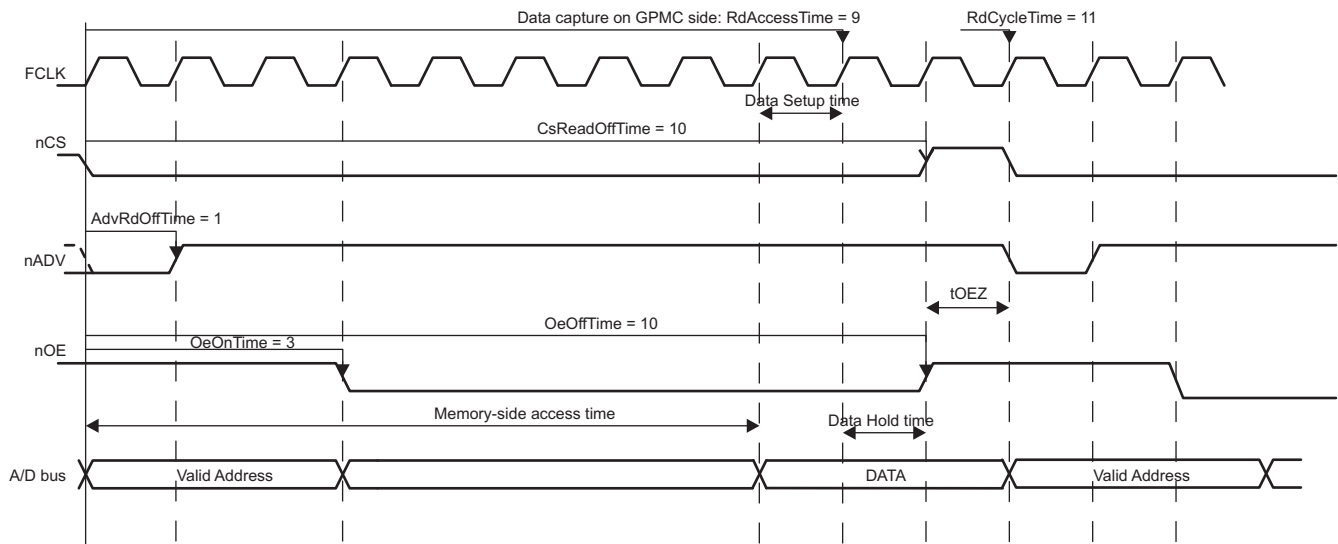 Data capture on GPMC side: RdAccessTime = 9
RdCycleTime = 11
FCLK
Data Setup time
CsReadOffTime = 10
nCS
AdvRdOffTime = 1
nADV
tOEZ
OeOffTime = 10
OeOnTime = 3
nOE
Memory-side access time
Data Hold time
A/D bus
Valid Address
DATA
Valid Address